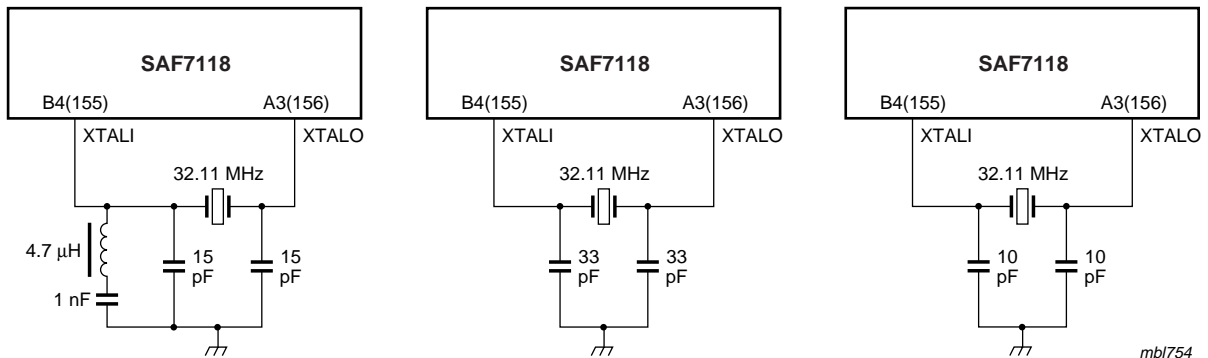 SAF7118
B4(155) A3(156)
XTALI XTALO
32.11 MHz
4.7 μH
15 pF
15 pF
1 nF
SAF7118
B4(155) A3(156)
XTALI XTALO
32.11 MHz
33 pF
33 pF
SAF7118
B4(155) A3(156)
XTALI XTALO
32.11 MHz
10 pF
10 pF
mbl754